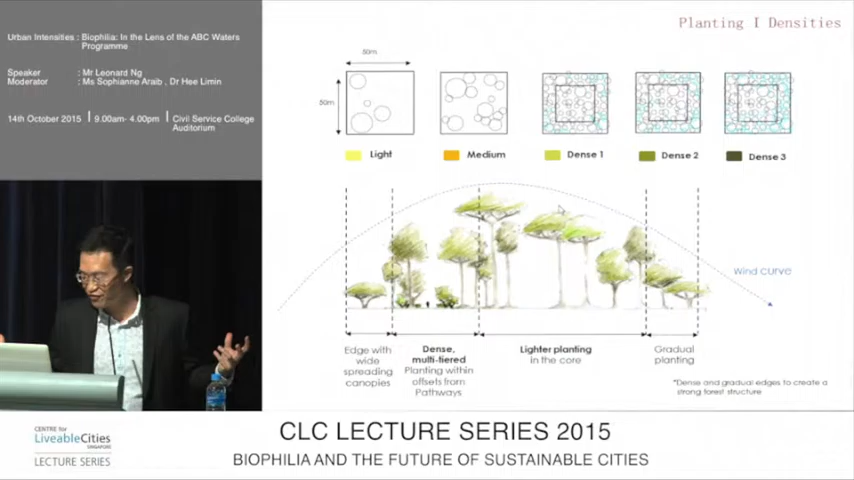 Urban Intensities : Biophilia: In the Lens of the ABC Waters
Programme
Speaker : Mr Leonard Ng
Moderator : Ms Sophianne Araib , Dr Hee Limin
14th October 2015 | 9.00am- 4.00pm | Civil Service College
Auditorium
Planting I Densities
50m
50m
Light
Medium
Dense 1
Dense 2
Dense 3
Wind curve
Edge with
wide
spreading
canopies
Dense,
multi-tiered
Planting within
offsets from
Pathways
Lighter planting
in the core
Gradual
planting
*Dense and gradual edges to create a
strong forest structure
CENTRE for
LiveableCities
SINGAPORE
LECTURE SERIES
CLC LECTURE SERIES 2015
BIOPHILIA AND THE FUTURE OF SUSTAINABLE CITIES